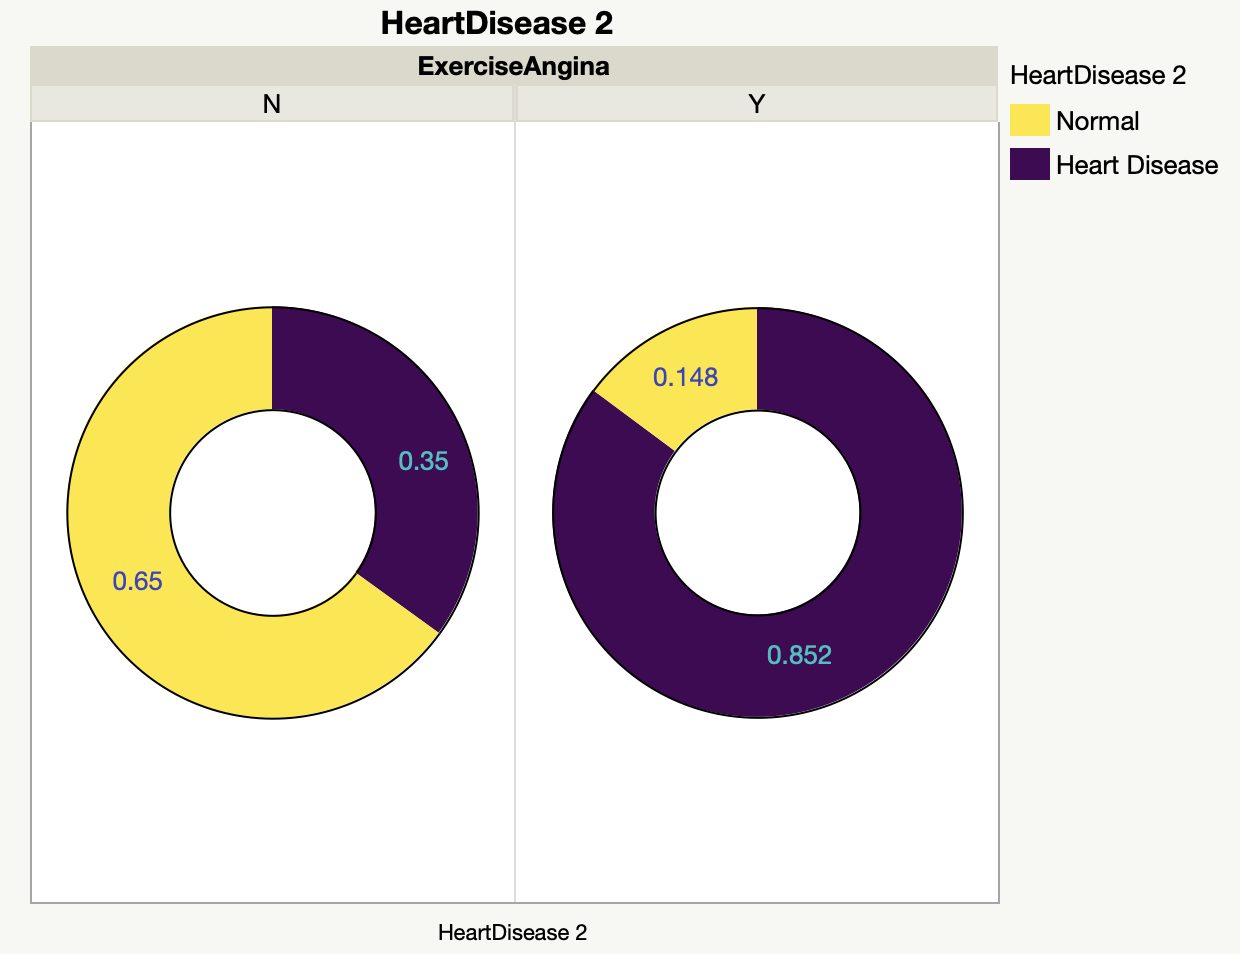 HeartDisease 2
ExerciseAngina
N
Y
HeartDisease 2
Normal
Heart Disease
0.148
0.35
0.65
0.852
HeartDisease 2